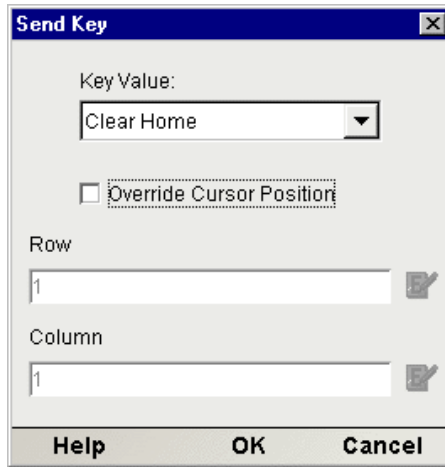 Send Key
Key Value:
Clear Home
Override Cursor Position
Row
1
Column
1
Help OK Cancel